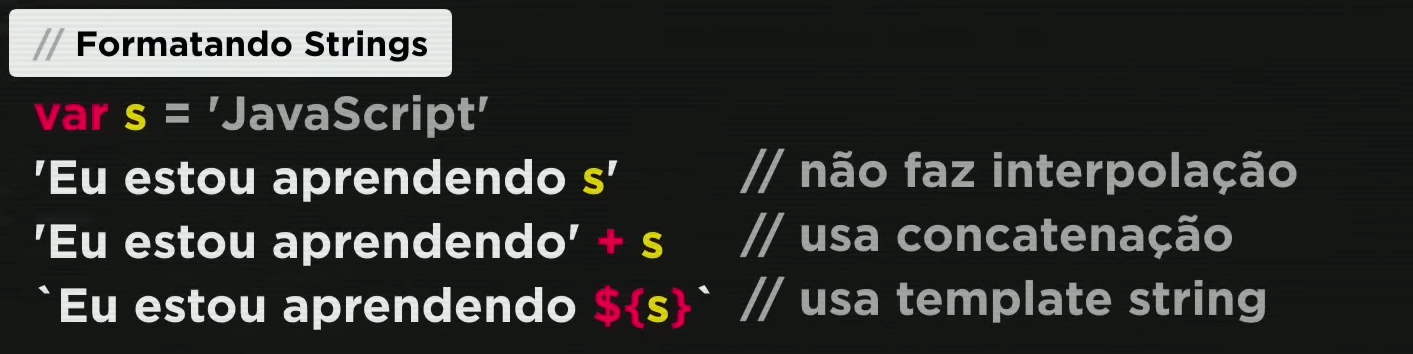 // Formatando Strings
var s = 'JavaScript'
'Eu estou aprendendo s' // não faz interpolação
'Eu estou aprendendo' + s // usa concatenação
`Eu estou aprendendo ${s}` // usa template string